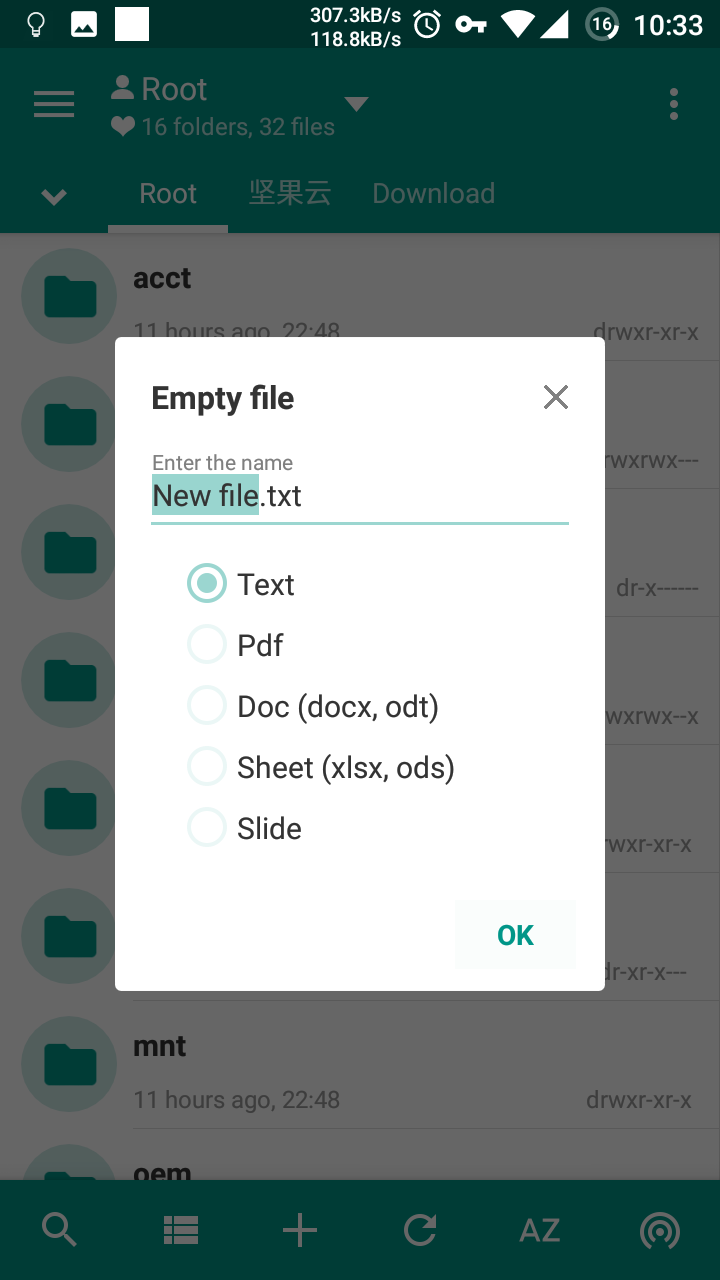 307.3kB/s
118.8kB/s
16
10:33
Root
16 folders, 32 files
Root
坚果云
Download
acct
11 hours ago, 22:48
drwxr-xr-x
Empty file
Enter the name
rwxrwx---
New file.txt
Text
dr-x------
Pdf
Doc (docx, odt)
wxrwx--x
Sheet (xlsx, ods)
Slide
rwxr-xr-x
OK
dr-xr-x---
mnt
11 hours ago, 22:48
drwxr-xr-x
oem
AZ